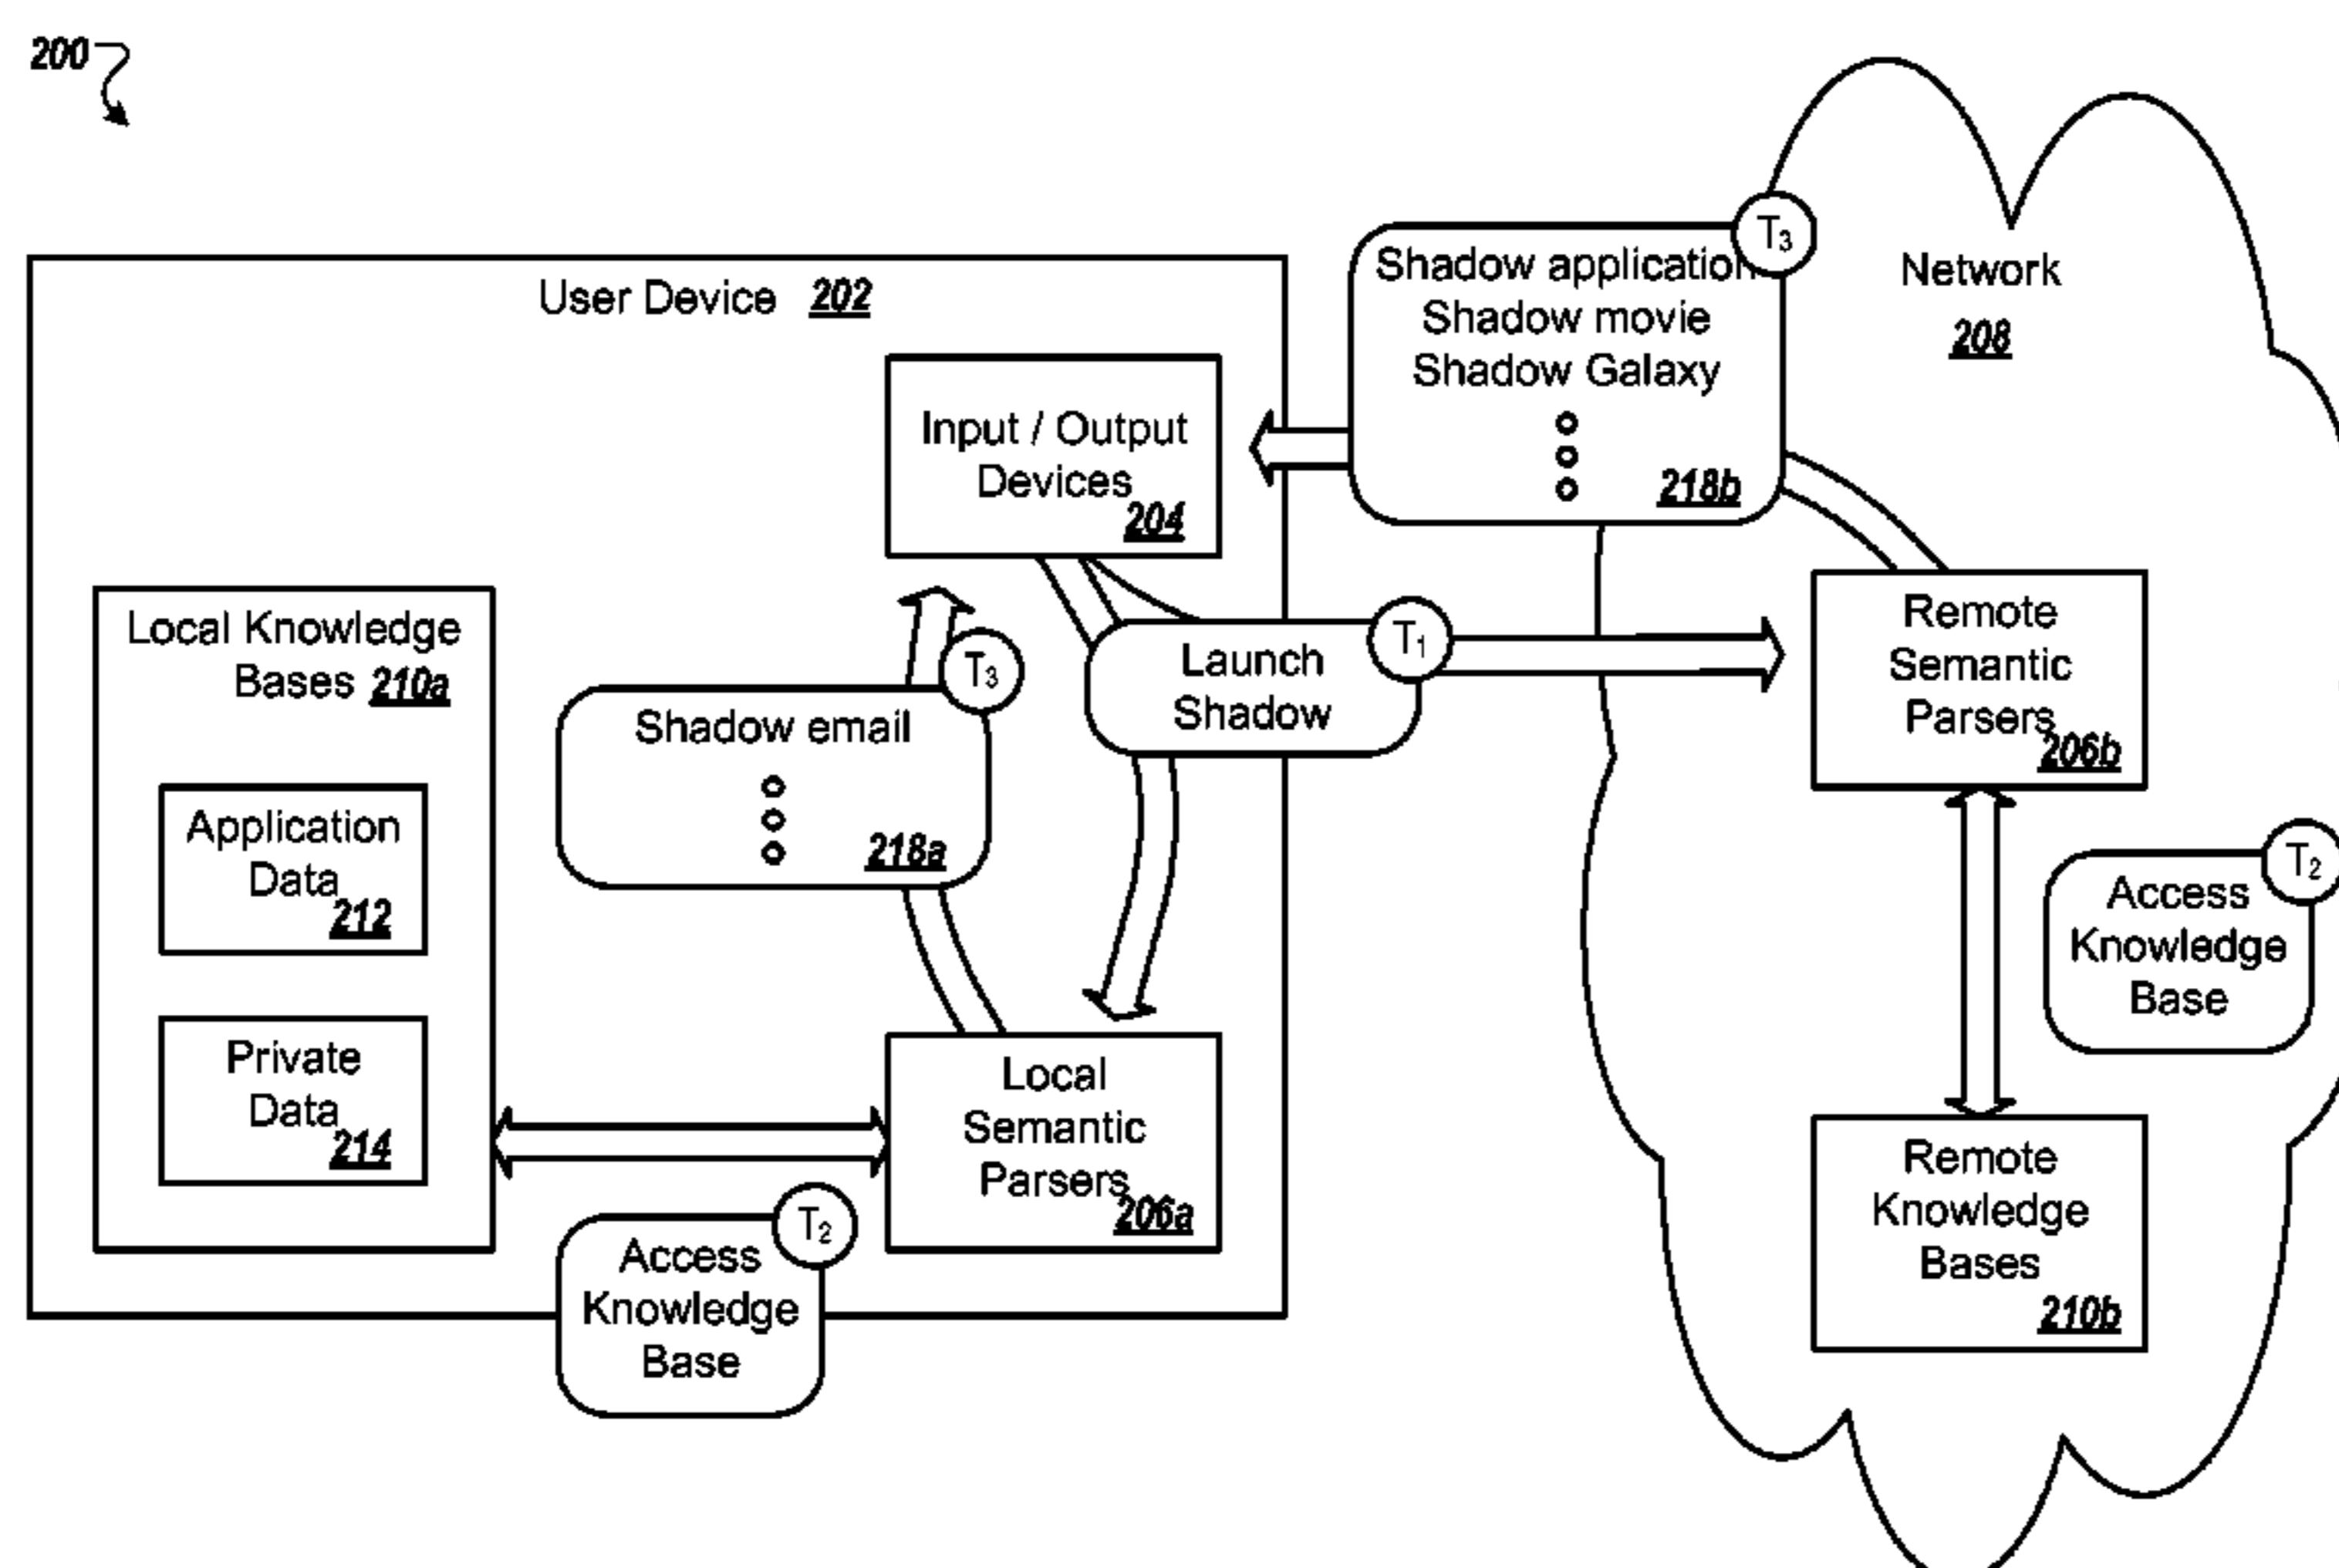 200
User Device 202
Input / Output
Devices
204
Local Knowledge
Bases 210a
Application
Data
212
Private
Data
214
Shadow email
218a
T3
Launch
Shadow
T1
Local
Semantic
Parsers
206a
Access
Knowledge
Base
T2
Shadow application
Shadow movie
Shadow Galaxy
218b
T3
Network
208
Remote
Semantic
Parsers
206b
Access
Knowledge
Base
T2
Remote
Knowledge
Bases
210b